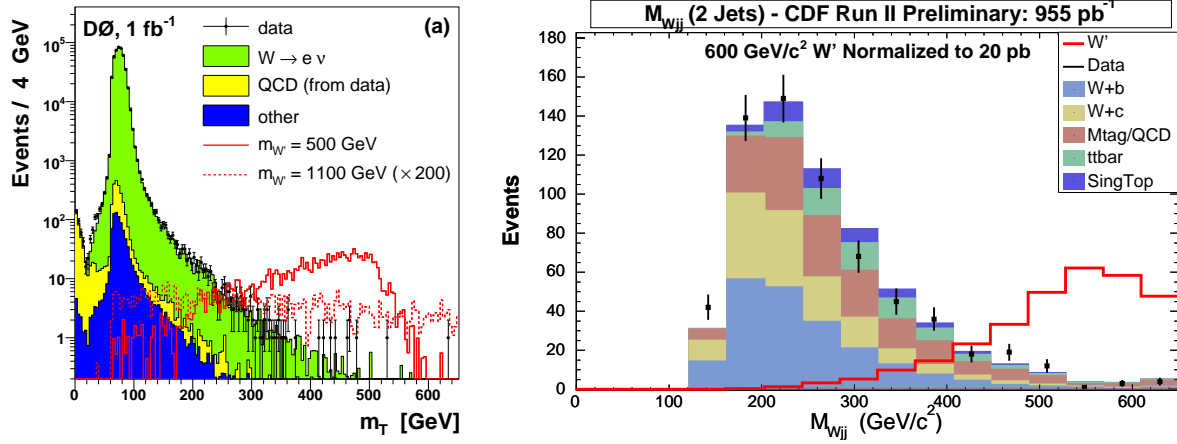 DØ, 1 fb⁻¹
(a)
data
W → e ν
QCD (from data)
other
m_W' = 500 GeV
m_W' = 1100 GeV (× 200)
Events / 4 GeV
10⁵
10⁴
10³
10²
10
1
0 100 200 300 400 500 600
m_T [GeV]
M_Wjj (2 Jets) - CDF Run II Preliminary: 955 pb⁻¹
600 GeV/c² W' Normalized to 20 pb
W'
Data
W+b
W+c
Mtag/QCD
ttbar
SingTop
Events
180
160
140
120
100
80
60
40
20
0
0 100 200 300 400 500 600
M_Wjj (GeV/c²)